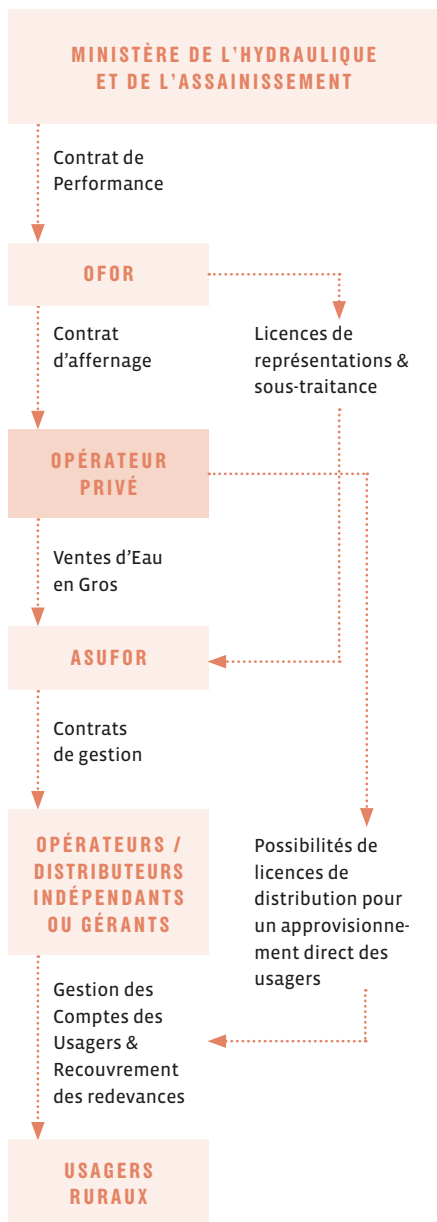 MINISTÈRE DE L’HYDRAULIQUE
ET DE L’ASSAINISSEMENT
Contrat de
Performance
OFOR
Contrat
d’affernage
Licences de
représentations &
sous-traitance
OPÉRATEUR
PRIVÉ
Ventes d’Eau
en Gros
ASUFOR
Contrats
de gestion
OPÉRATEURS /
DISTRIBUTEURS
INDÉPENDANTS
OU GÉRANTS
Possibilités de
licences de
distribution pour
un approvisionne-
ment direct des
usagers
Gestion des
Comptes des
Usagers &
Recouvrement
des redevances
USAGERS
RURAUX